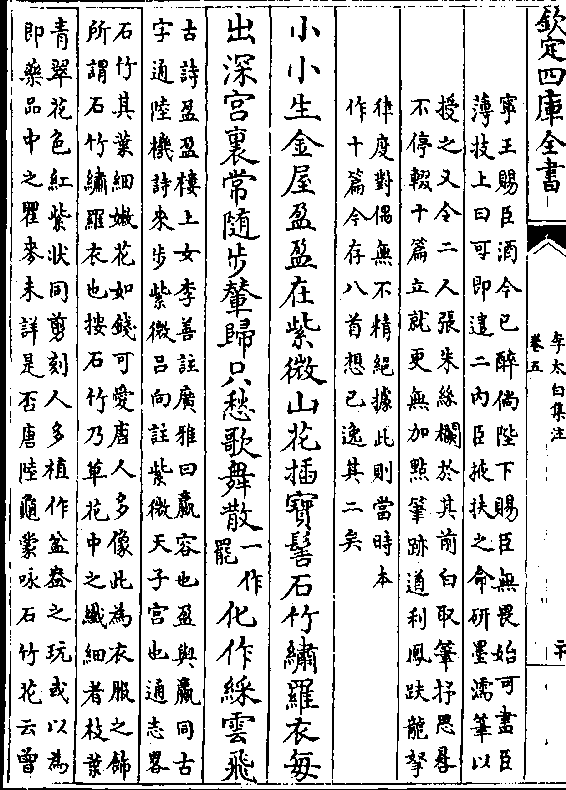 欽定四庫全書
李太白集注
卷五
二十
寧王賜臣酒今已醉倘陛下賜臣無畏始可盡臣
薄技上曰可即遣二內臣掖扶之命研墨濡筆以
授之又令二人張朱絲欄於其前白取筆抒思晷
不停輟十篇立就更無加點筆跡遒利鳳跌龍拏
律度對偶無不精絕據此則當時本
作十篇今存八首想已逸其二矣
小小生金屋盈盈在紫微山花插寶髻石竹繡羅衣每
出深宮裏常隨步輦歸只愁歌舞散一作罷化作綵雲飛
古詩盈盈樓上女李善註廣雅曰嬴容也盈與嬴同古
字通陸機詩來步紫微呂向註紫微天子宮也通志畧
石竹其葉細嫩花如錢可愛唐人多像此為衣服之飾
所謂石竹繡羅衣也按石竹乃草花中之纖細者枝葉
青翠花色紅紫狀同剪刻人多植作盆盎之玩或以為
即藥品中之瞿麥未詳是否唐陸龜蒙咏石竹花云曾